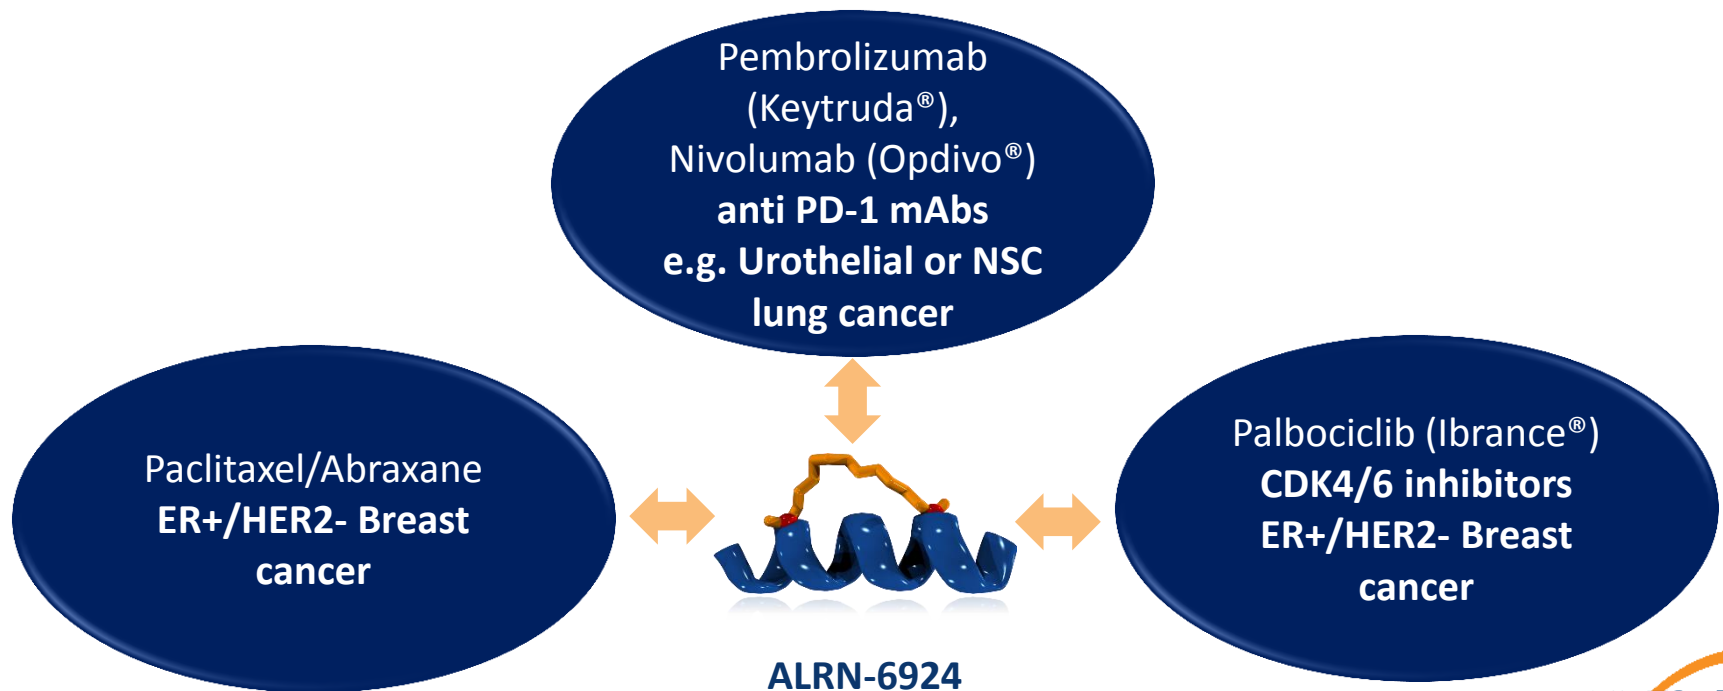 Pembrolizumab
(Keytruda®),
Nivolumab (Opdivo®)
anti PD-1 mAbs
e.g. Urothelial or NSC
lung cancer
Paclitaxel/Abraxane
ER+/HER2- Breast
cancer
Palbociclib (Ibrance®)
CDK4/6 inhibitors
ER+/HER2- Breast
cancer
ALRN-6924